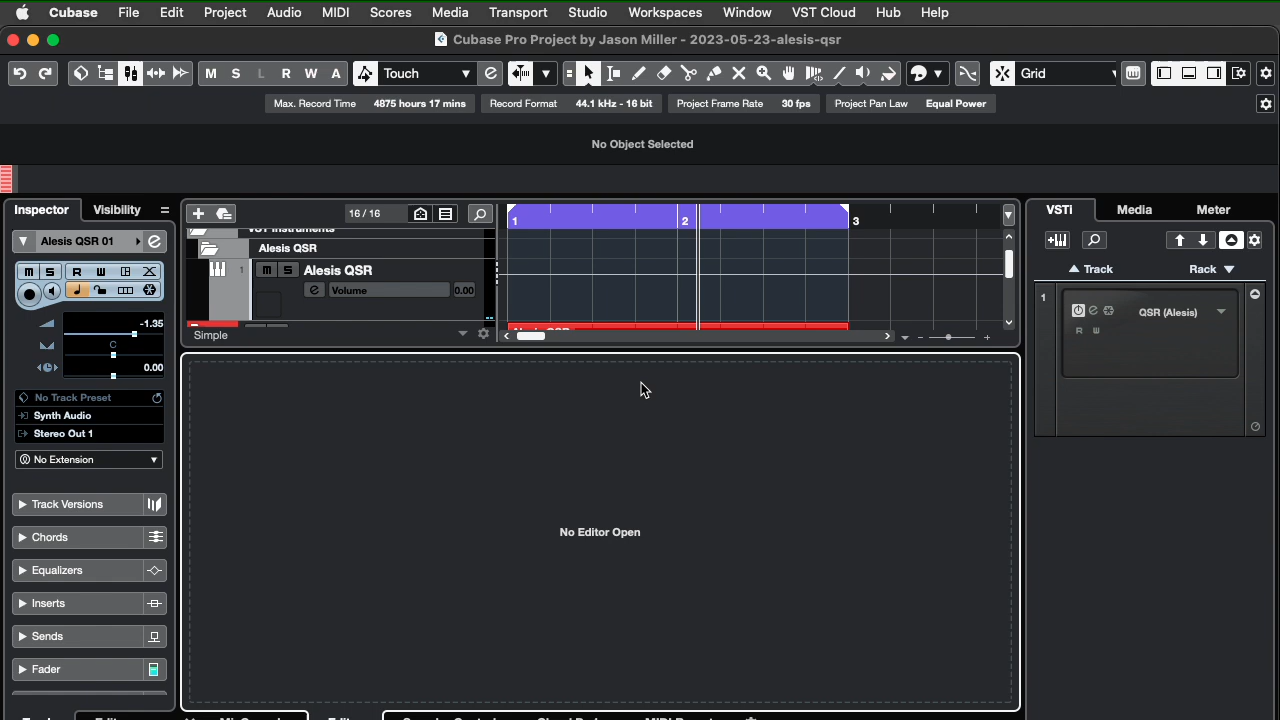 Cubase File Edit Project Audio MIDI Scores Media Transport Studio Workspaces Window VST Cloud Hub Help
Cubase Pro Project by Jason Miller - 2023-05-23-alesis-qsr
M S L R W A Touch Grid
Max. Record Time 4875 hours 17 mins Record Format 44.1 kHz - 16 bit Project Frame Rate 30 fps Project Pan Law Equal Power
No Object Selected
Inspector Visibility
16 / 16
1 2 3
VSTi Media Meter
Alesis QSR 01
VST Instruments
Alesis QSR
M S R W
1 M S Alesis QSR
Volume 0.00
Alesis QSR
Simple
-1.35
C
0.00
No Track Preset
Synth Audio
Stereo Out 1
No Extension
Track Versions
Chords
Equalizers
Inserts
Sends
Fader
No Editor Open
Track Rack
1 QSR (Alesis)
R W